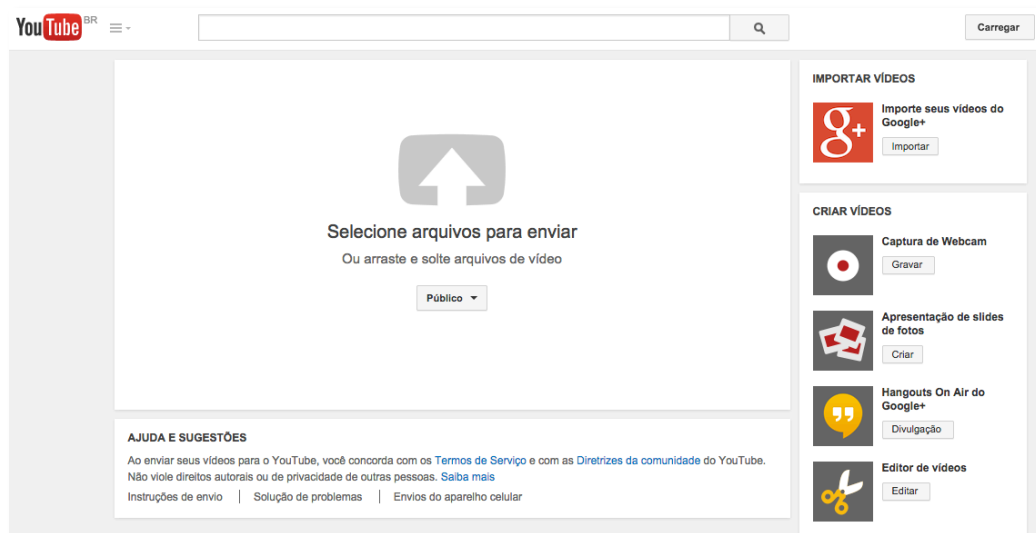 YouTube BR
Carregar
Selecione arquivos para enviar
Ou arraste e solte arquivos de vídeo
Público
AJUDA E SUGESTÕES
Ao enviar seus vídeos para o YouTube, você concorda com os Termos de Serviço e com as Diretrizes da comunidade do YouTube.
Não viole direitos autorais ou de privacidade de outras pessoas. Saiba mais
Instruções de envio | Solução de problemas | Envios do aparelho celular
IMPORTAR VÍDEOS
g+
Importe seus vídeos do
Google+
Importar
CRIAR VÍDEOS
Captura de Webcam
Gravar
Apresentação de slides
de fotos
Criar
Hangouts On Air do
Google+
Divulgação
Editor de vídeos
Editar